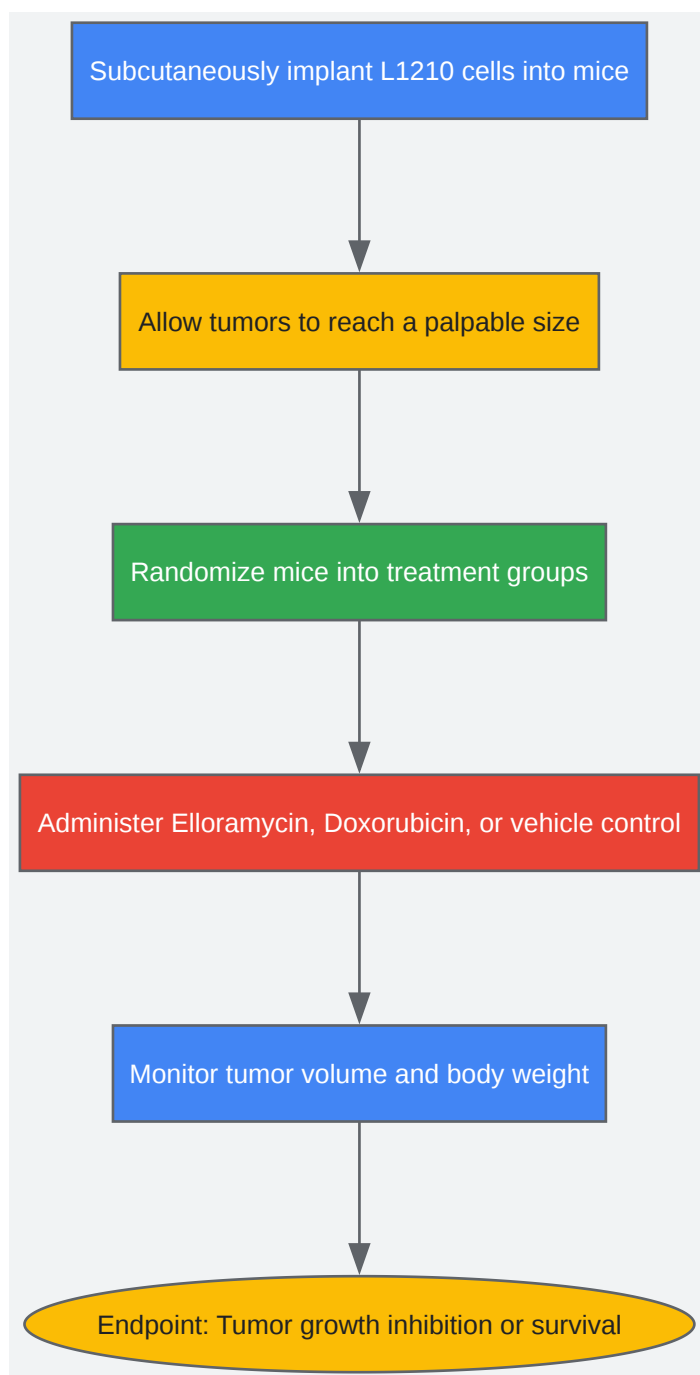 Subcutaneously implant L1210 cells into mice
Allow tumors to reach a palpable size
Randomize mice into treatment groups
Administer Elloramycin, Doxorubicin, or vehicle control
Monitor tumor volume and body weight
Endpoint: Tumor growth inhibition or survival